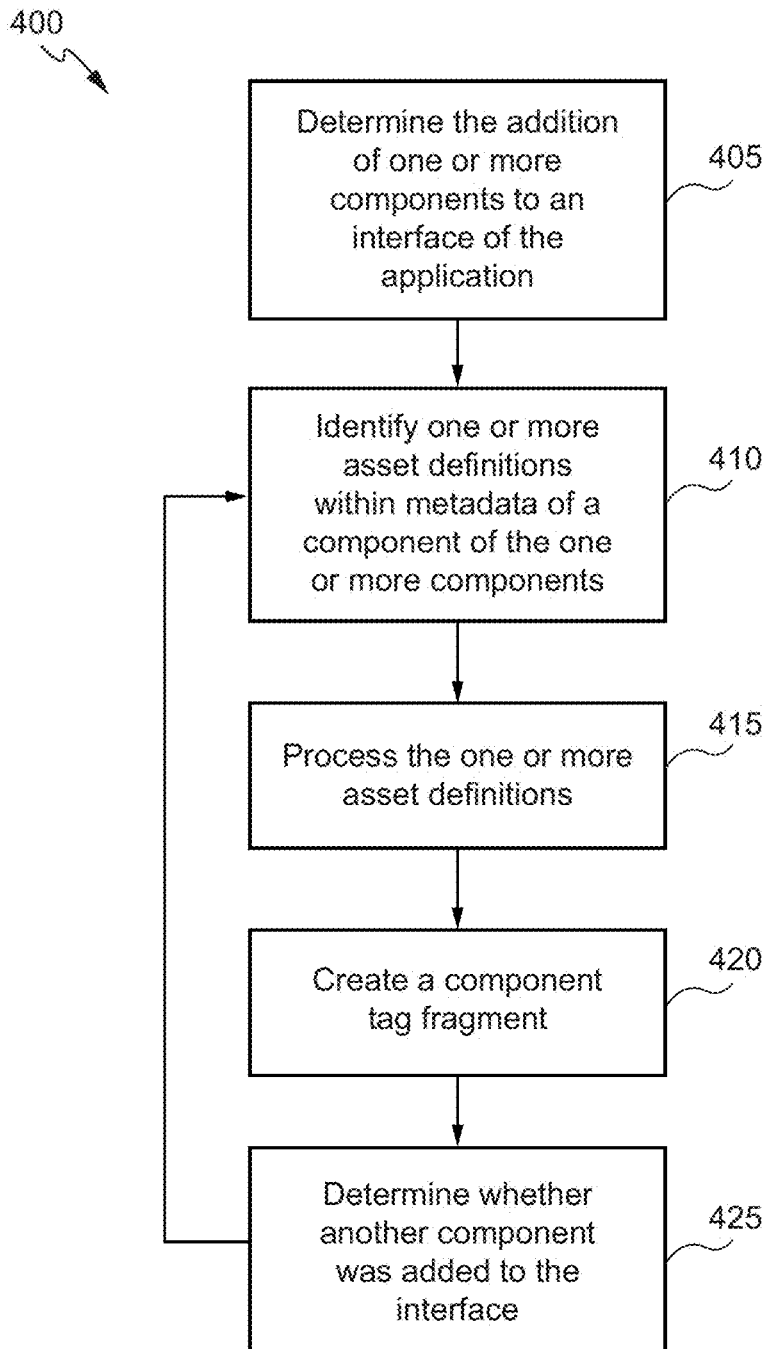 400
Determine the addition
of one or more
components to an
interface of the
application
405
Identify one or more
asset definitions
within metadata of a
component of the one
or more components
410
Process the one or more
asset definitions
415
Create a component
tag fragment
420
Determine whether
another component
was added to the
interface
425